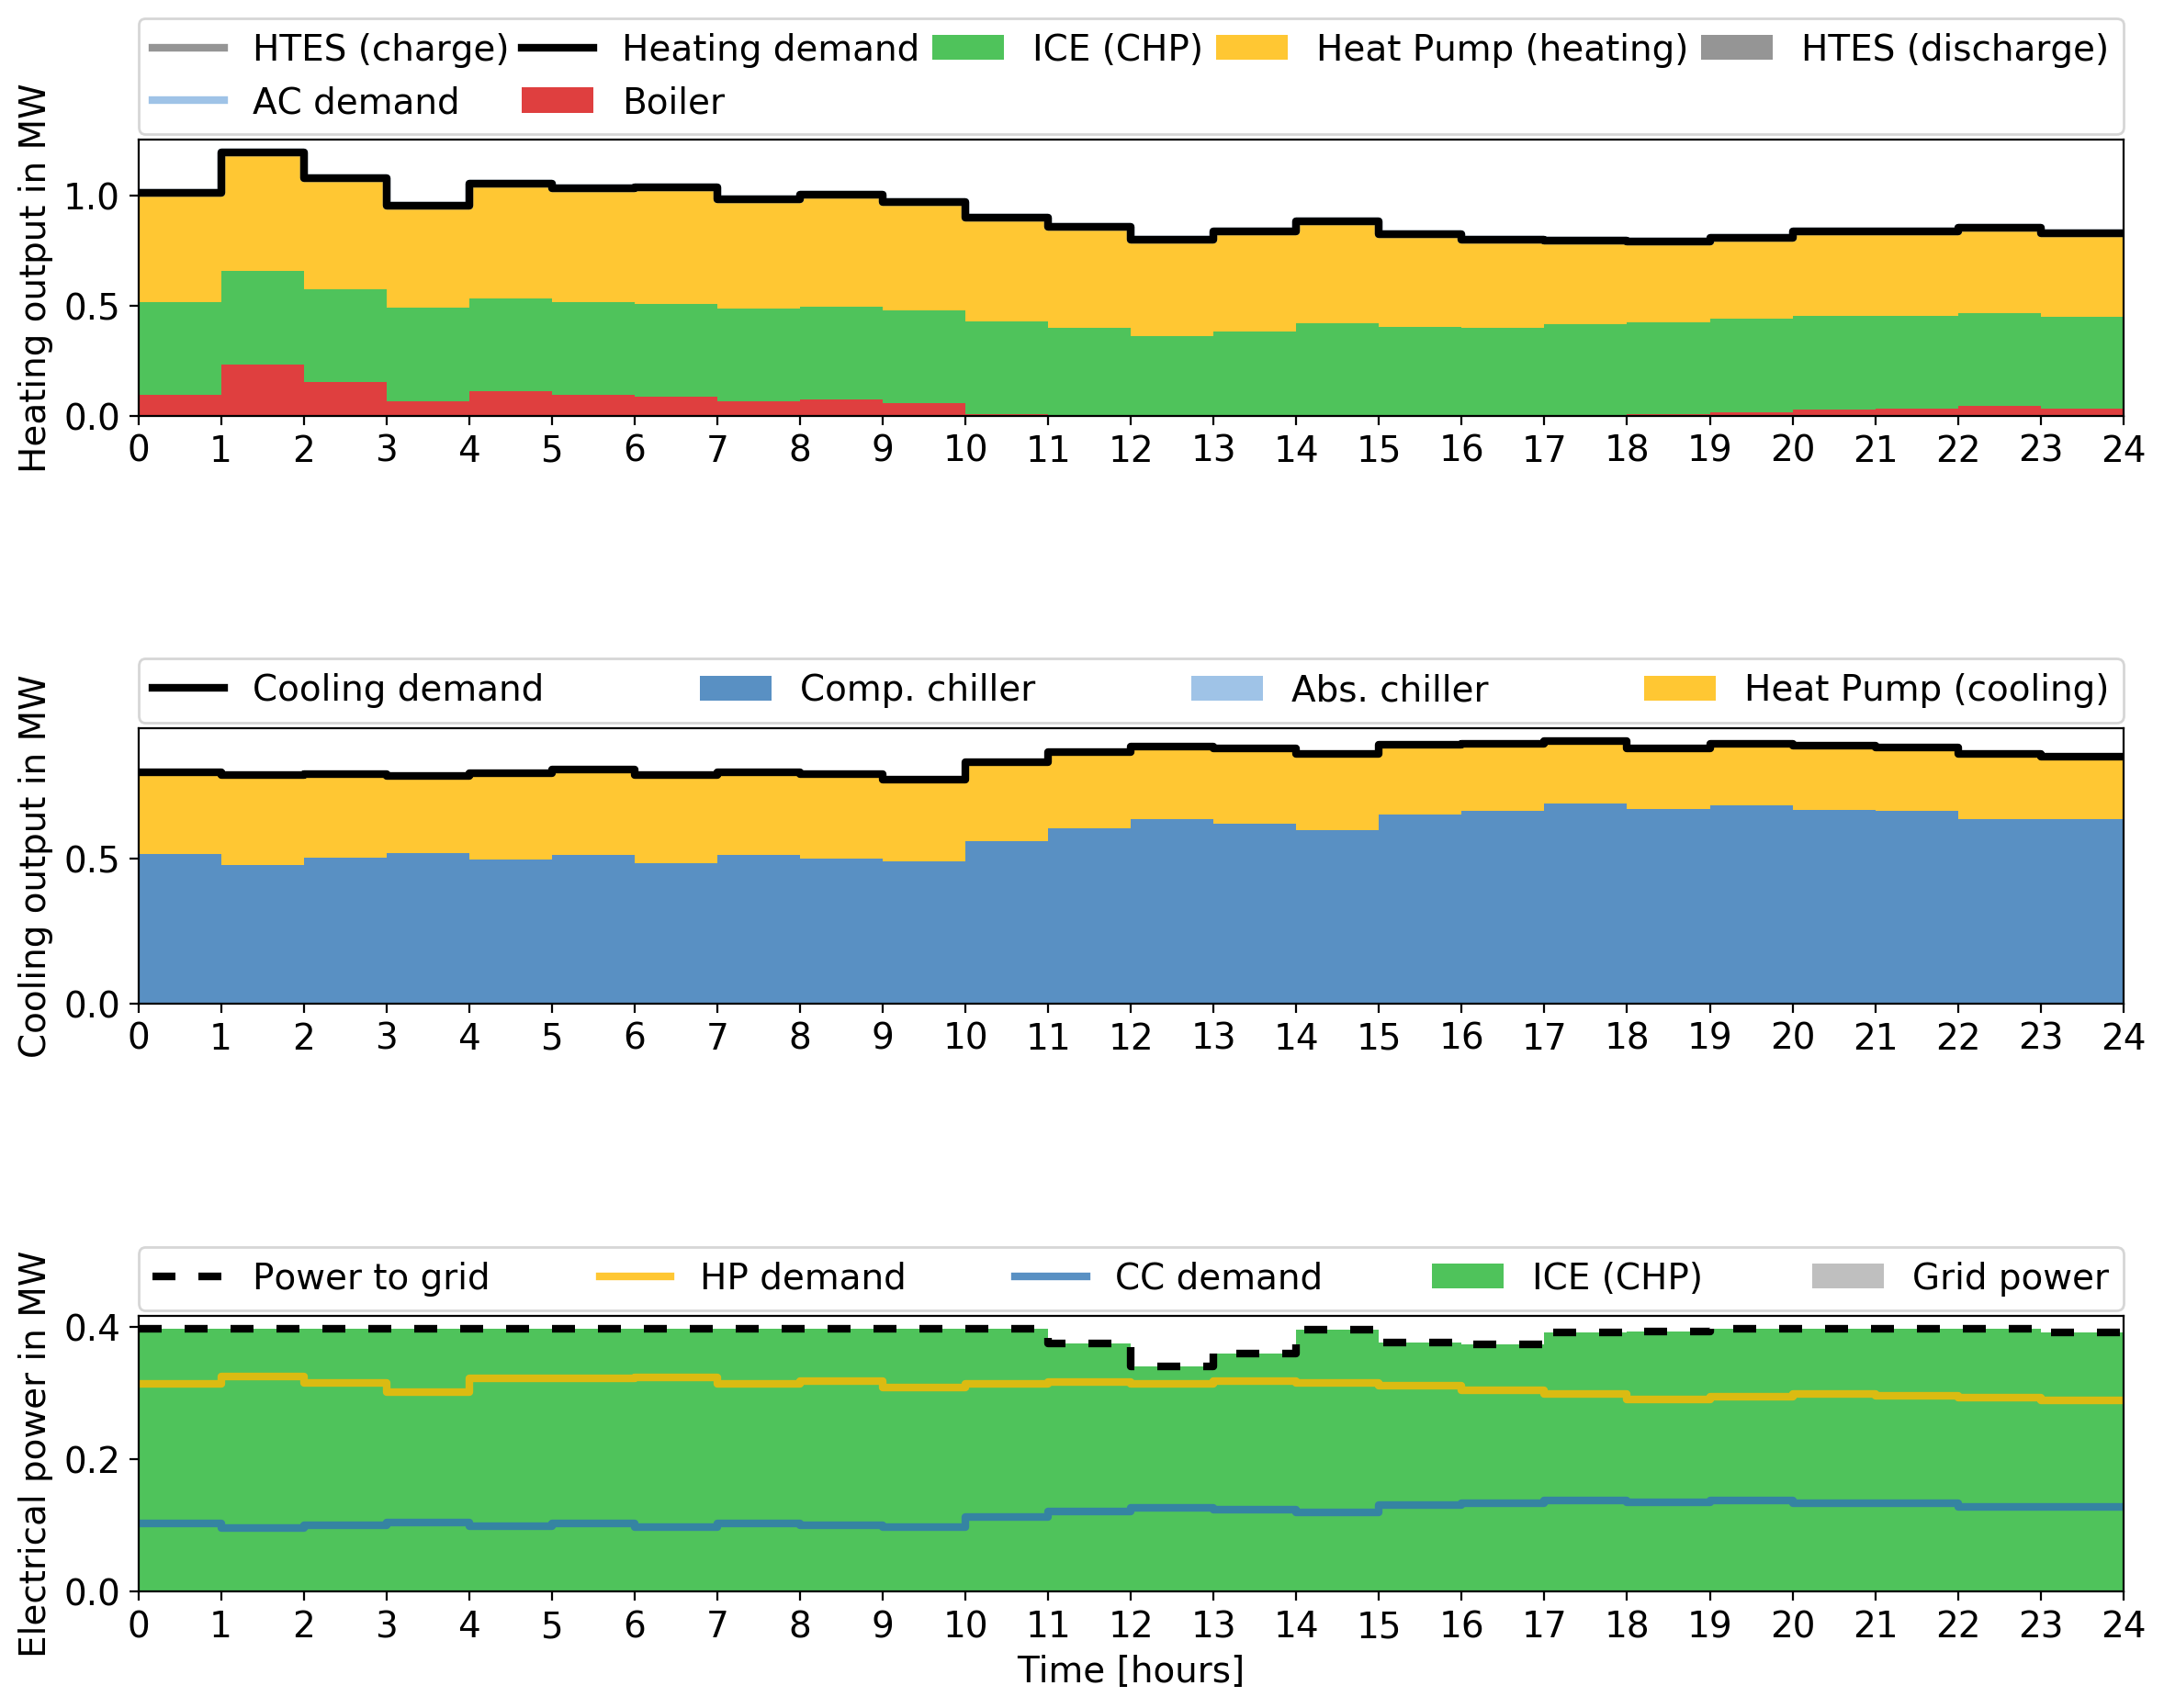 HTES (charge) Heating demand ICE (CHP) Heat Pump (heating) HTES (discharge)
AC demand Boiler
Heating output in MW
1.0
0.5
0.0
0 1 2 3 4 5 6 7 8 9 10 11 12 13 14 15 16 17 18 19 20 21 22 23 24
Cooling demand Comp. chiller Abs. chiller Heat Pump (cooling)
Cooling output in MW
0.5
0.0
0 1 2 3 4 5 6 7 8 9 10 11 12 13 14 15 16 17 18 19 20 21 22 23 24
Power to grid HP demand CC demand ICE (CHP) Grid power
Electrical power in MW
0.4
0.2
0.0
0 1 2 3 4 5 6 7 8 9 10 11 12 13 14 15 16 17 18 19 20 21 22 23 24
Time [hours]